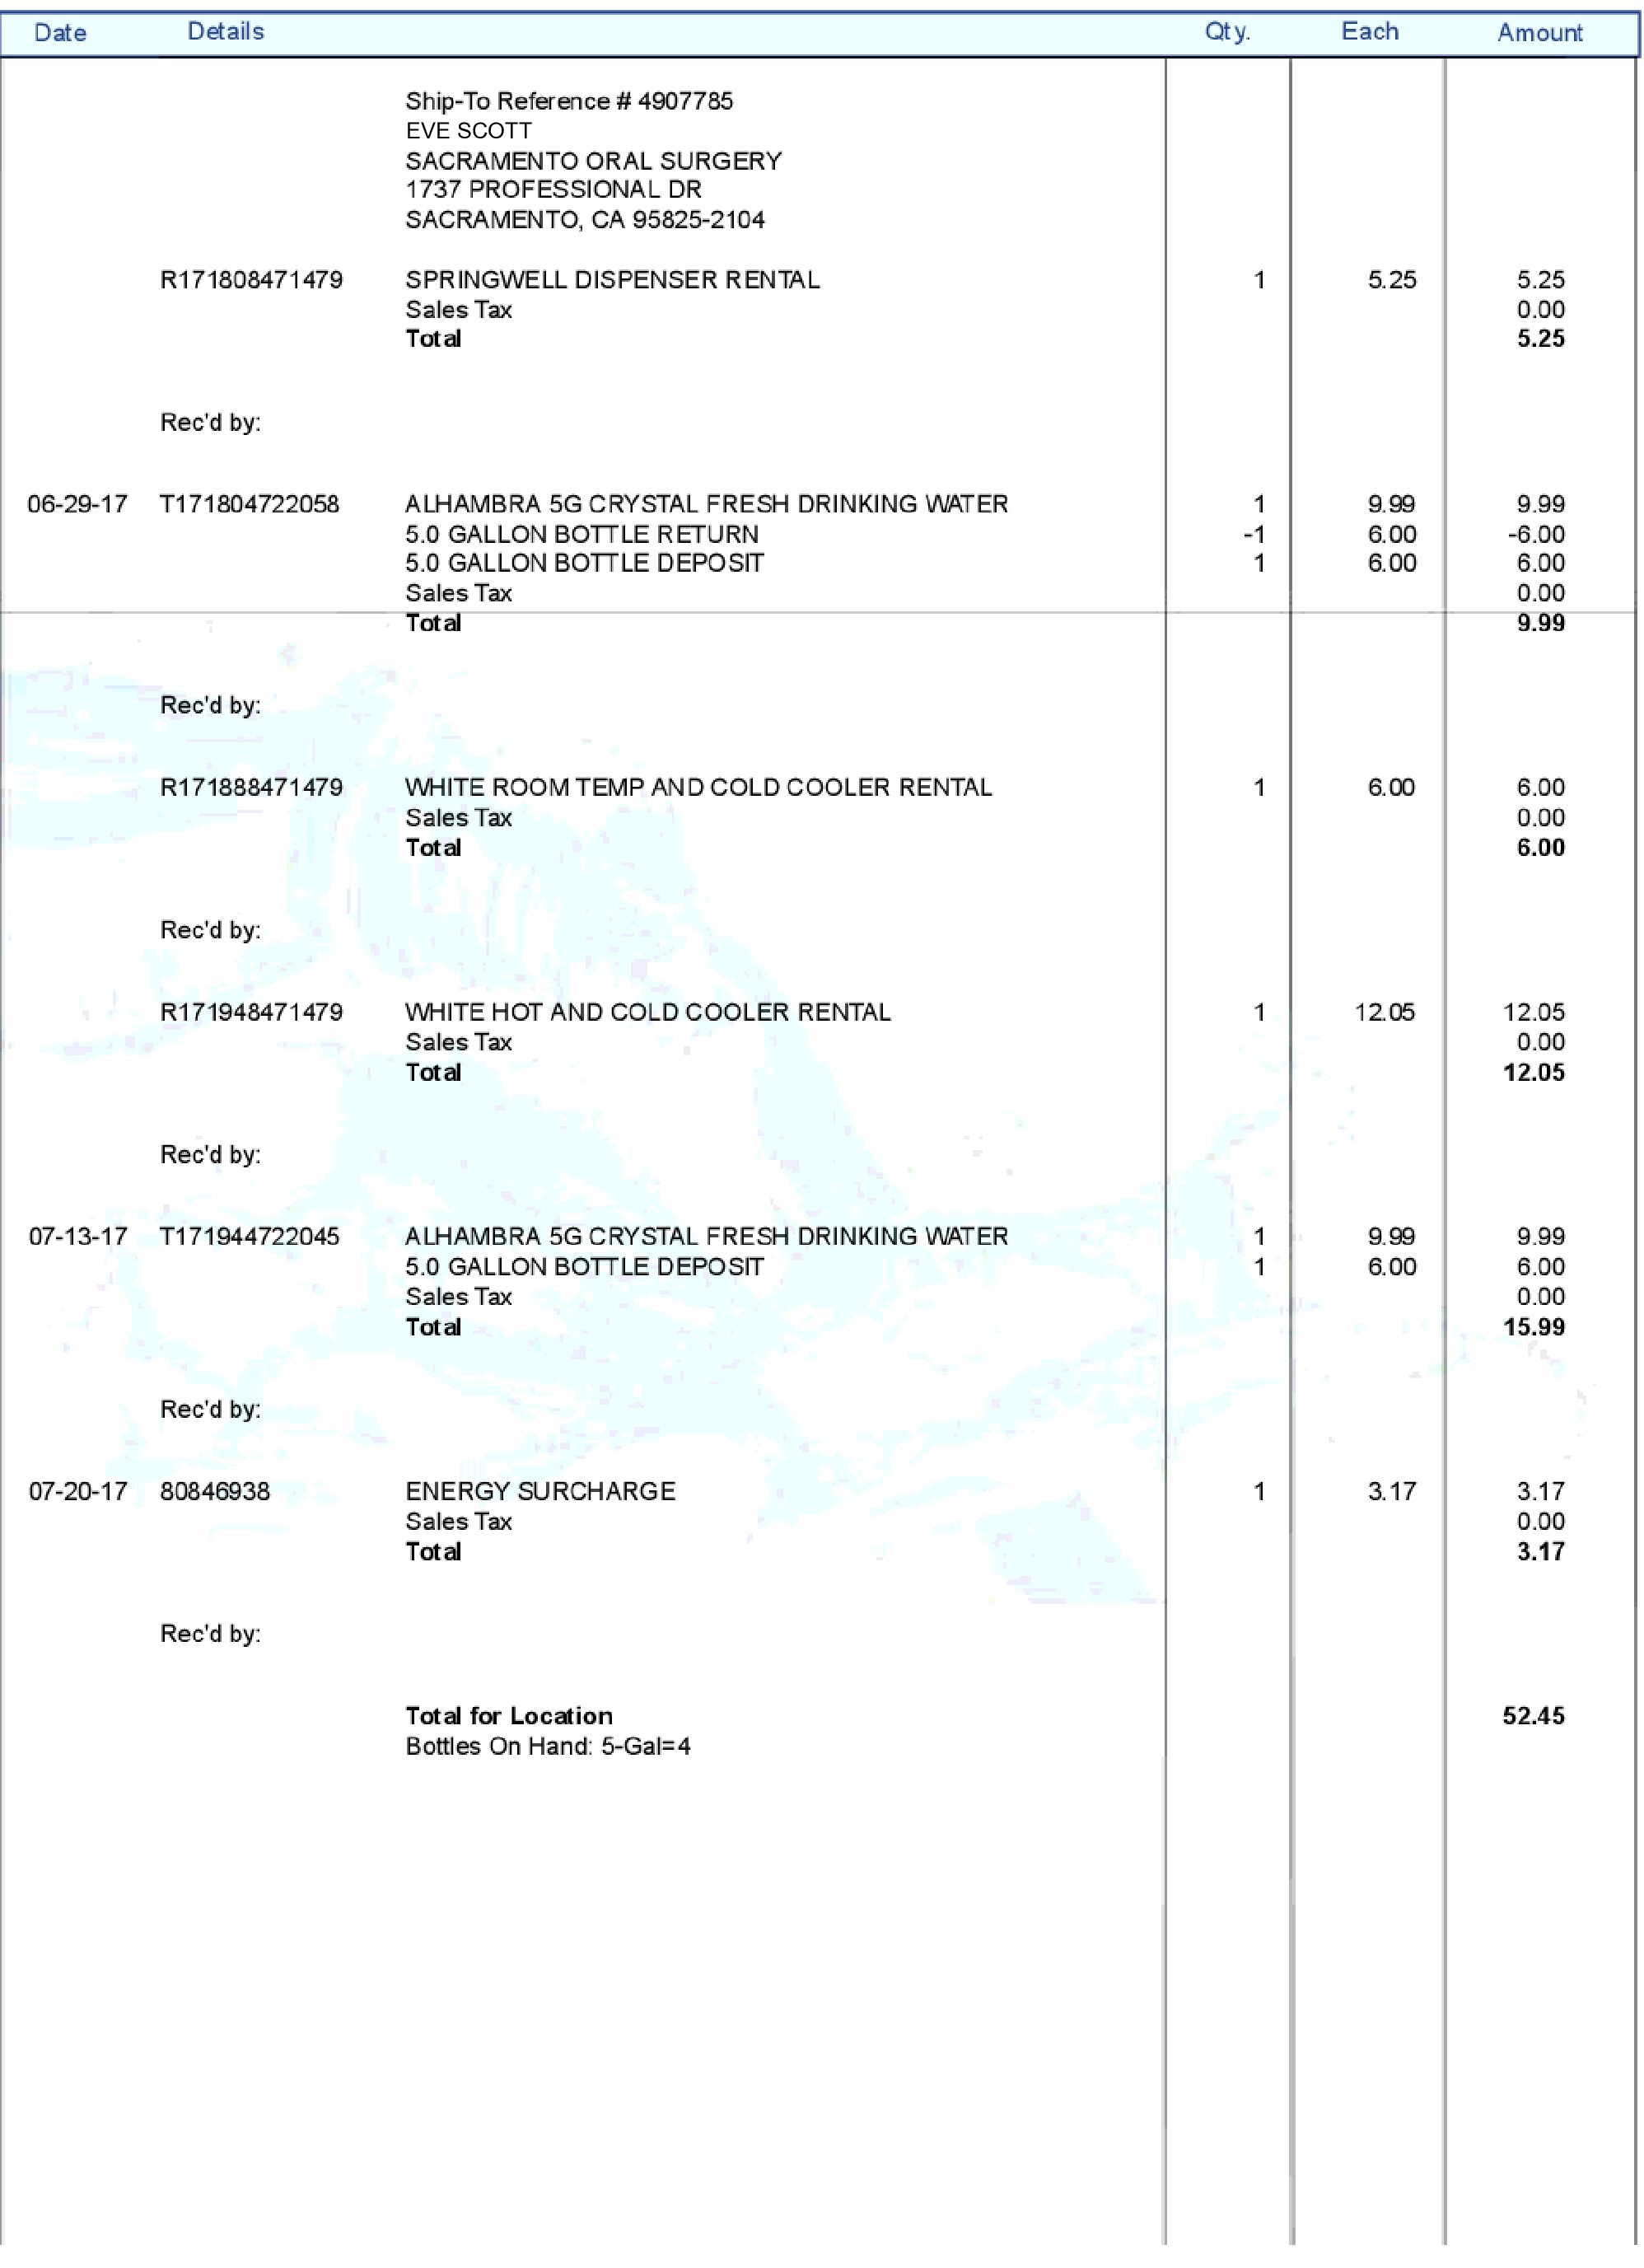 Date Details Qty. Each Amount
Ship-To Reference # 4907785
EVE SCOTT
SACRAMENTO ORAL SURGERY
1737 PROFESSIONAL DR
SACRAMENTO, CA 95825-2104
R171808471479 SPRINGWELL DISPENSER RENTAL 1 5.25 5.25
Sales Tax 0.00
Total 5.25
Rec'd by:
06-29-17 T171804722058 ALHAMBRA 5G CRYSTAL FRESH DRINKING WATER 1 9.99 9.99
5.0 GALLON BOTTLE RETURN -1 6.00 -6.00
5.0 GALLON BOTTLE DEPOSIT 1 6.00 6.00
Sales Tax 0.00
Total 9.99
Rec'd by:
R171888471479 WHITE ROOM TEMP AND COLD COOLER RENTAL 1 6.00 6.00
Sales Tax 0.00
Total 6.00
Rec'd by:
R171948471479 WHITE HOT AND COLD COOLER RENTAL 1 12.05 12.05
Sales Tax 0.00
Total 12.05
Rec'd by:
07-13-17 T171944722045 ALHAMBRA 5G CRYSTAL FRESH DRINKING WATER 1 9.99 9.99
5.0 GALLON BOTTLE DEPOSIT 1 6.00 6.00
Sales Tax 0.00
Total 15.99
Rec'd by:
07-20-17 80846938 ENERGY SURCHARGE 1 3.17 3.17
Sales Tax 0.00
Total 3.17
Rec'd by:
Total for Location 52.45
Bottles On Hand: 5-Gal=4